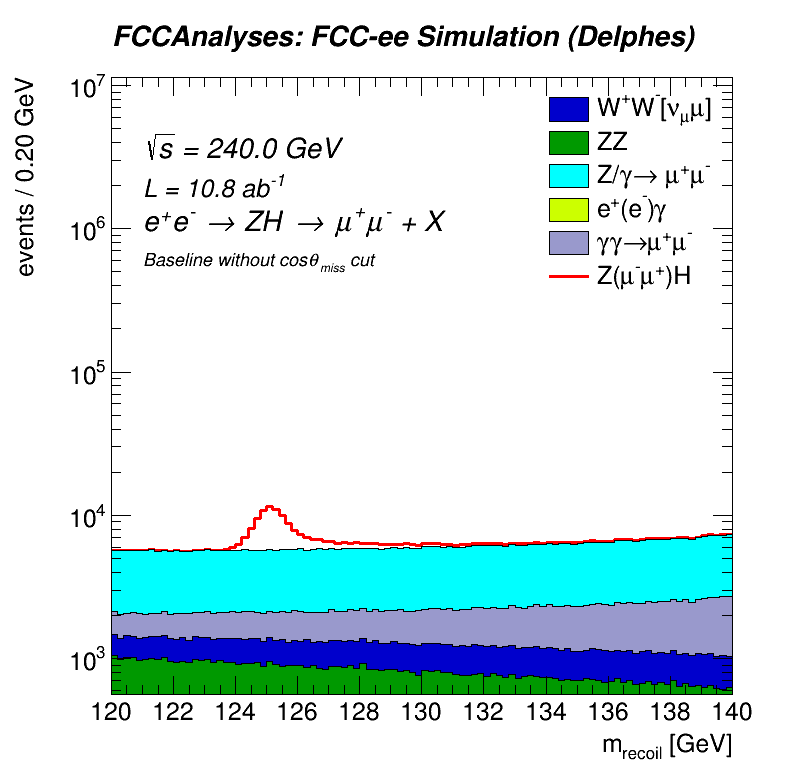 FCCAnalyses: FCC-ee Simulation (Delphes)
events / 0.20 GeV
10⁷
10⁶
10⁵
10⁴
10³
√s = 240.0 GeV
L = 10.8 ab⁻¹
e⁺e⁻ → ZH → μ⁺μ⁻ + X
Baseline without cosθ_miss cut
W⁺W⁻[ν_μμ]
ZZ
Z/γ→ μ⁺μ⁻
e⁺(e⁻)γ
γγ→μ⁺μ⁻
Z(μ⁻μ⁺)H
120 122 124 126 128 130 132 134 136 138 140
m_recoil [GeV]